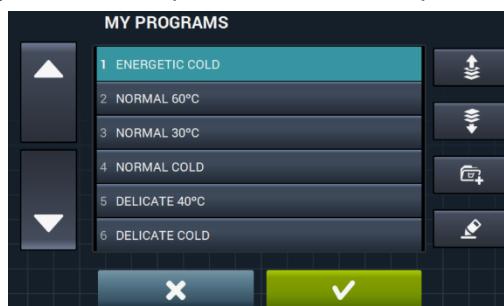 MY PROGRAMS
1 ENERGETIC COLD
2 NORMAL 60ºC
3 NORMAL 30ºC
4 NORMAL COLD
5 DELICATE 40ºC
6 DELICATE COLD